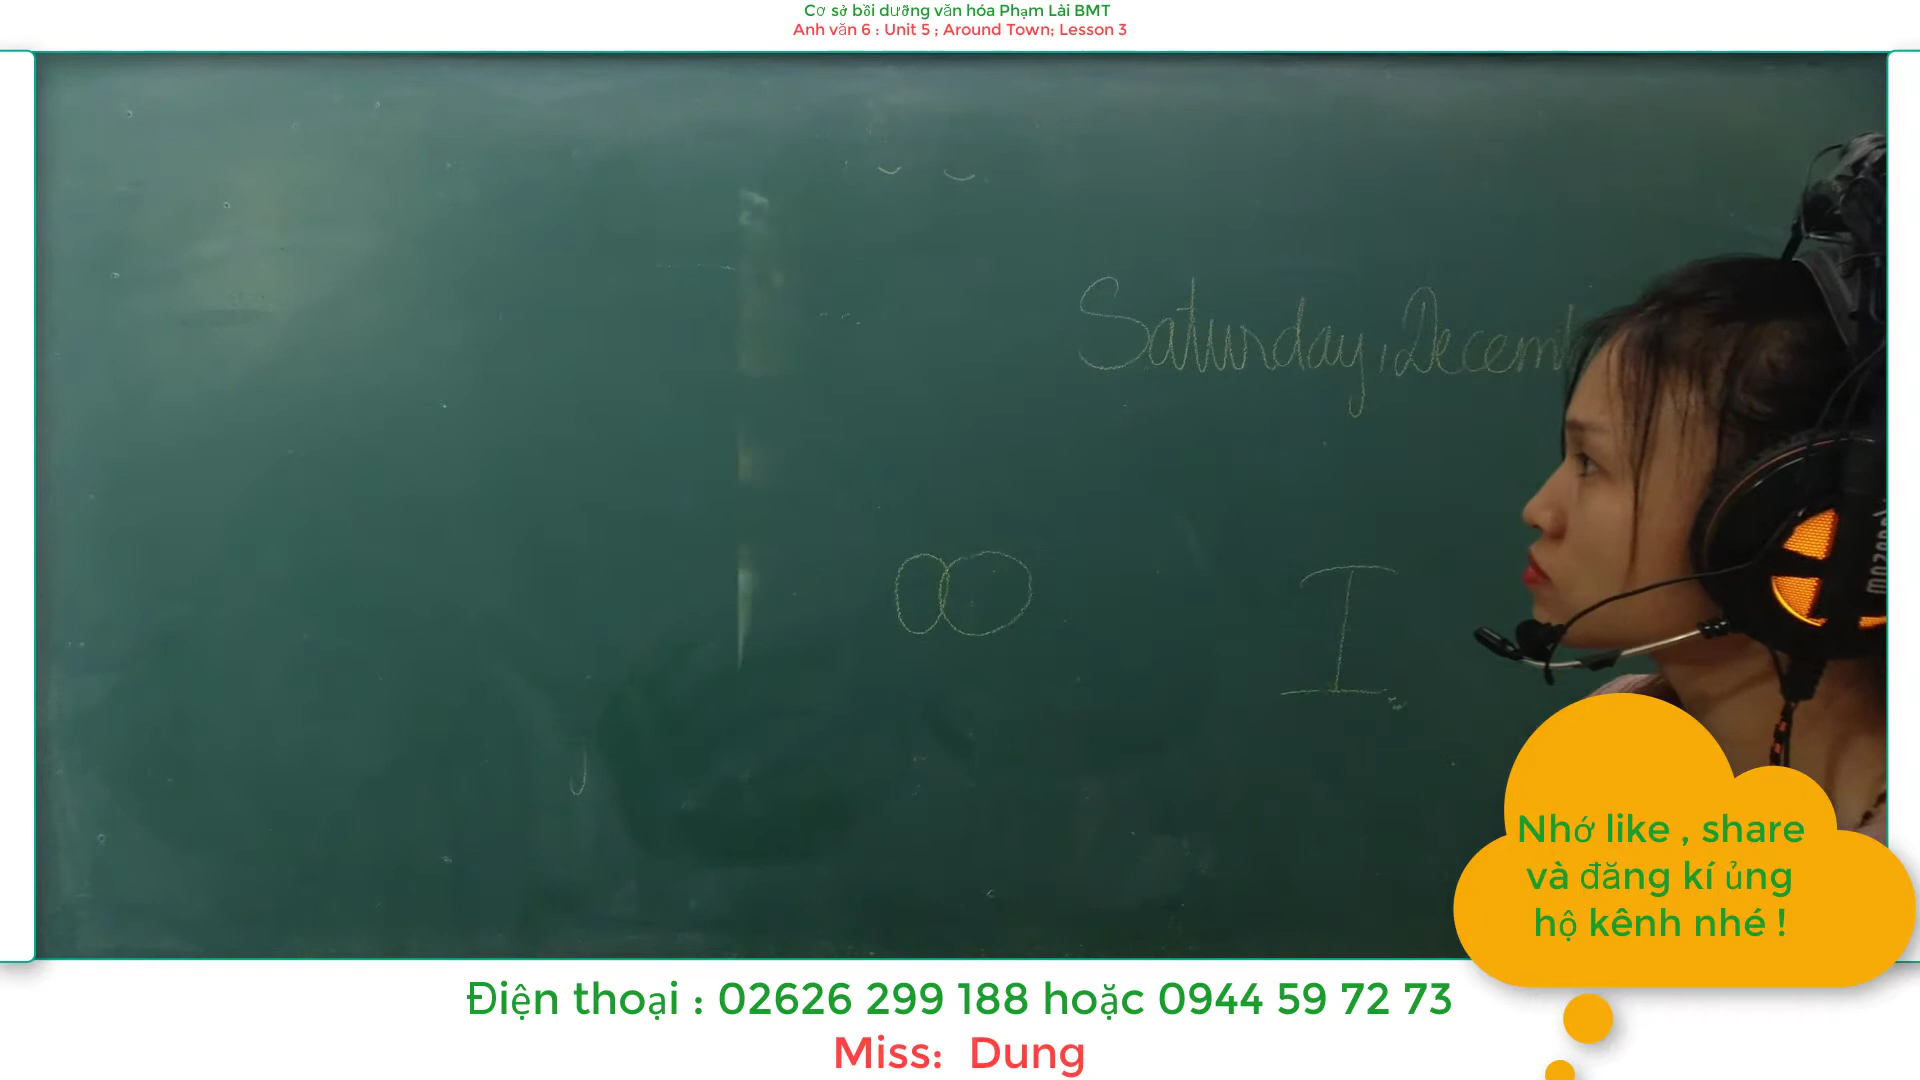 Cơ sở bồi dưỡng văn hóa Phạm Lài BMT
Anh văn 6 : Unit 5 ; Around Town; Lesson 3
Saturday, Decem
I
Nhớ like , share
và đăng kí ủng
hộ kênh nhé !
Điện thoại : 02626 299 188 hoặc 0944 59 72 73
Miss: Dung